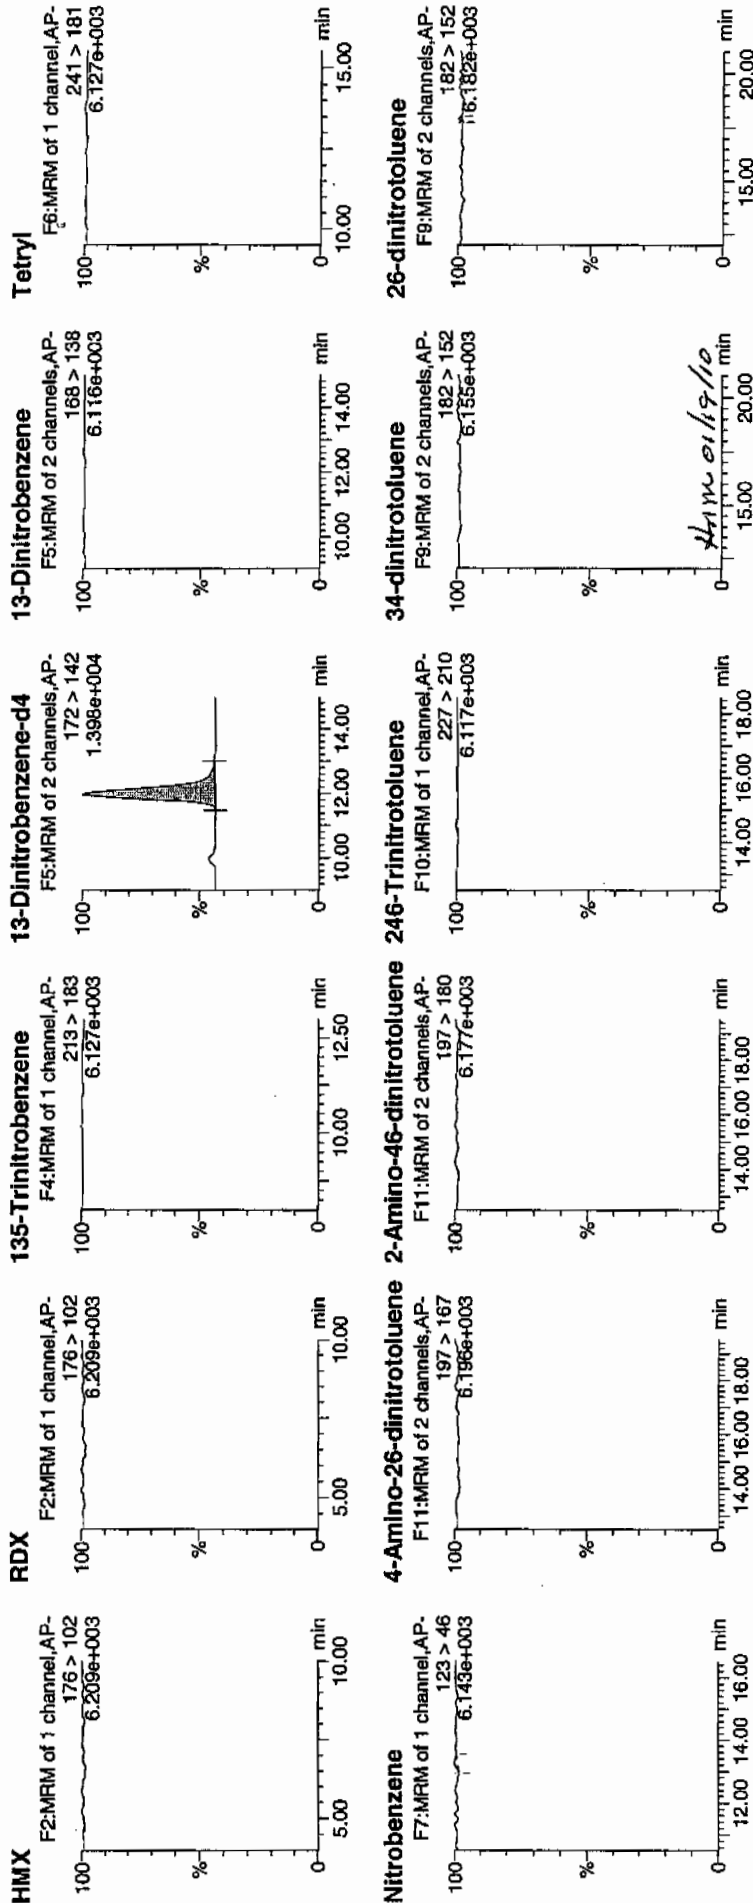 HMX
F2:MRM of 1 channel,AP-
176 > 102
6.209e+003
100
%
0
5.00 10.00 min
RDX
F2:MRM of 1 channel,AP-
176 > 102
6.209e+003
100
%
0
5.00 10.00 min
135-Trinitrobenzene
F4:MRM of 1 channel,AP-
213 > 183
6.127e+003
100
%
0
10.00 12.50 min
13-Dinitrobenzene-d4
F5:MRM of 2 channels,AP-
172 > 142
1.398e+004
100
%
0
10.00 12.00 14.00 min
13-Dinitrobenzene
F5:MRM of 2 channels,AP-
168 > 138
6.116e+003
100
%
0
10.00 12.00 14.00 min
Tetryl
F6:MRM of 1 channel,AP-
241 > 181
6.127e+003
100
%
0
10.00 15.00 min
Nitrobenzene
F7:MRM of 1 channel,AP-
123 > 46
6.143e+003
100
%
0
12.00 14.00 16.00 min
4-Amino-26-dinitrotoluene
F11:MRM of 2 channels,AP-
197 > 167
6.196e+003
100
%
0
14.00 16.00 18.00 min
2-Amino-46-dinitrotoluene
F11:MRM of 2 channels,AP-
197 > 180
6.177e+003
100
%
0
14.00 16.00 18.00 min
246-Trinitrotoluene
F10:MRM of 1 channel,AP-
227 > 210
6.117e+003
100
%
0
14.00 16.00 18.00 min
34-dinitrotoluene
F9:MRM of 2 channels,AP-
182 > 152
6.155e+003
100
%
0
15.00 20.00 min
01/19/10
26-dinitrotoluene
F9:MRM of 2 channels,AP-
182 > 152
6.182e+003
100
%
0
15.00 20.00 min